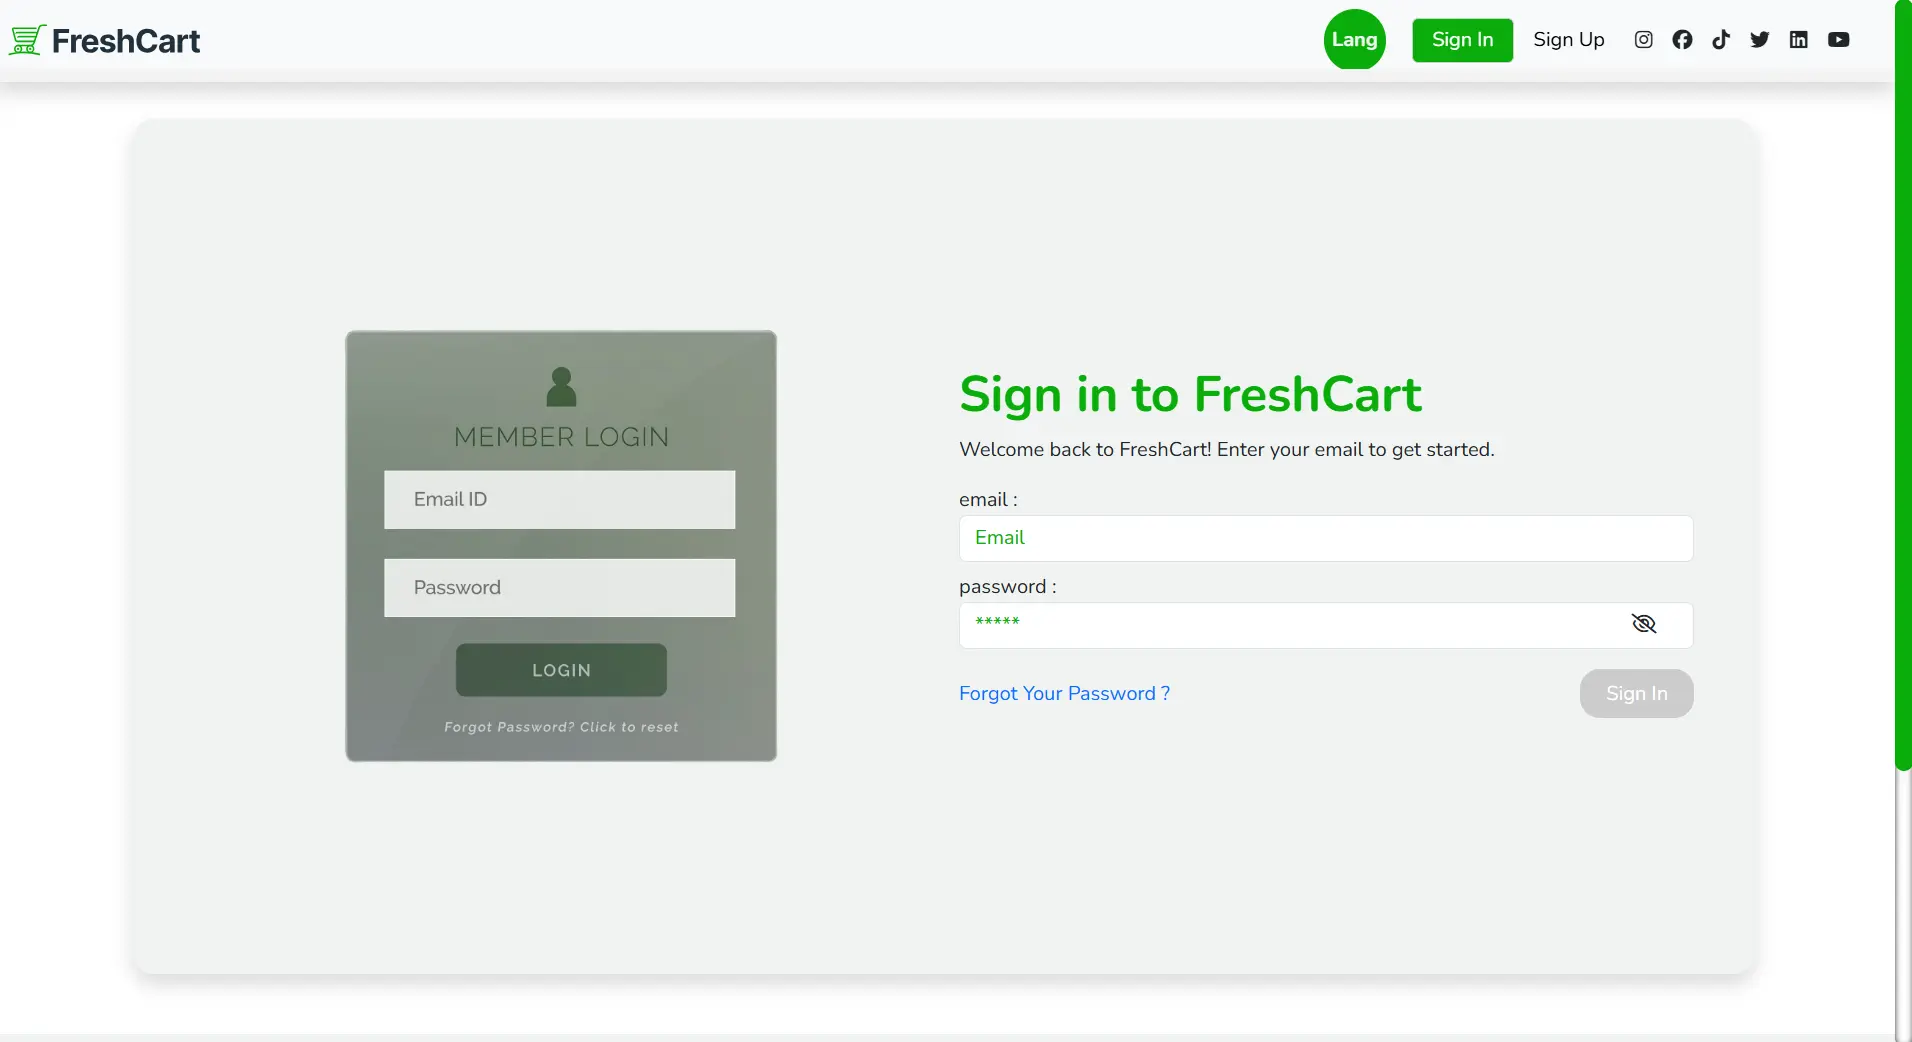 FreshCart
Lang
Sign In
Sign Up
MEMBER LOGIN
Email ID
Password
LOGIN
Forgot Password? Click to reset
Sign in to FreshCart
Welcome back to FreshCart! Enter your email to get started.
email :
Email
password :
*****
Forgot Your Password ?
Sign In